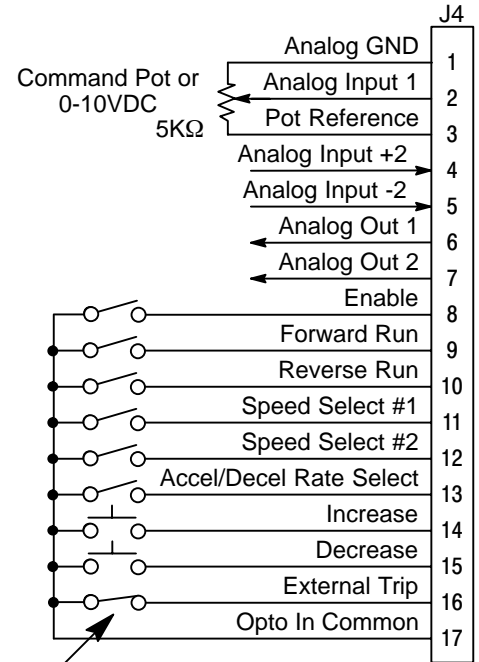 J4
Analog GND 1
Command Pot or
0-10VDC
5KΩ
Analog Input 1 2
Pot Reference 3
Analog Input +2 4
Analog Input -2 5
Analog Out 1 6
Analog Out 2 7
Enable 8
Forward Run 9
Reverse Run 10
Speed Select #1 11
Speed Select #2 12
Accel/Decel Rate Select 13
Increase 14
Decrease 15
External Trip 16
Opto In Common 17